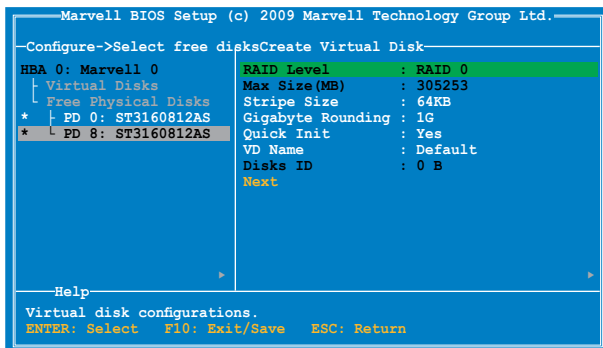 Marvell BIOS Setup (c) 2009 Marvell Technology Group Ltd.
Configure->Select free disksCreate Virtual Disk
HBA 0: Marvell 0
Virtual Disks
Free Physical Disks
* PD 0: ST3160812AS
* PD 8: ST3160812AS
RAID Level : RAID 0
Max Size(MB) : 305253
Stripe Size : 64KB
Gigabyte Rounding : 1G
Quick Init : Yes
VD Name : Default
Disks ID : 0 B
Next
Help
Virtual disk configurations.
ENTER: Select F10: Exit/Save ESC: Return